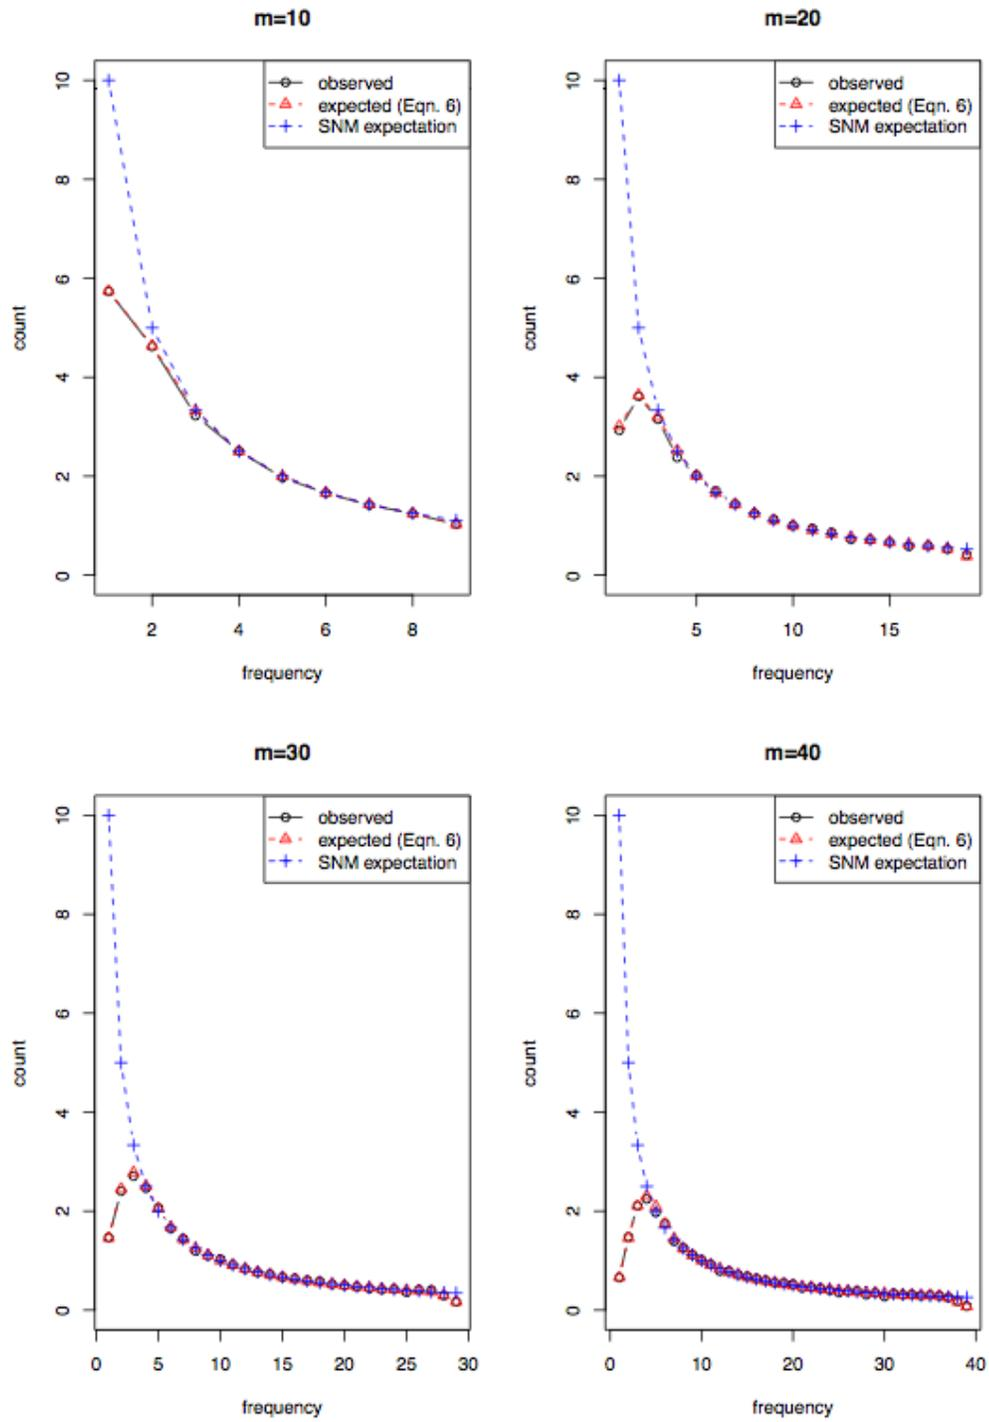 m=10
observed
expected (Eqn. 6)
SNM expectation
count
0
2
4
6
8
10
2
4
6
8
frequency
m=20
observed
expected (Eqn. 6)
SNM expectation
count
0
2
4
6
8
10
5
10
15
frequency
m=30
observed
expected (Eqn. 6)
SNM expectation
count
0
2
4
6
8
10
0
5
10
15
20
25
30
frequency
m=40
observed
expected (Eqn. 6)
SNM expectation
count
0
2
4
6
8
10
0
10
20
30
40
frequency